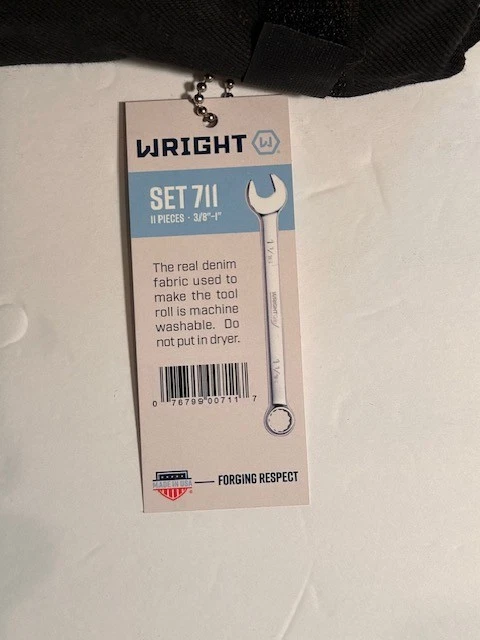 WRIGHT W
SET 711
11 PIECES · 3/8"-1"
The real denim
fabric used to
make the tool
roll is machine
washable. Do
not put in dryer.
0 76799 00711 7
MADE IN USA
FORGING RESPECT